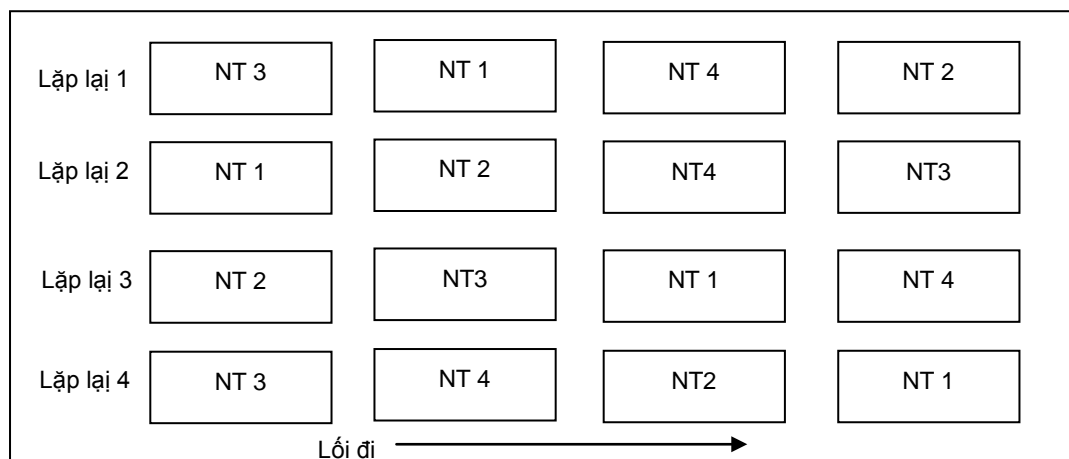 Lặp lại 1 NT 3 NT 1 NT 4 NT 2
Lặp lại 2 NT 1 NT 2 NT4 NT3
Lặp lại 3 NT 2 NT3 NT 1 NT 4
Lặp lại 4 NT 3 NT 4 NT2 NT 1
Lối đi